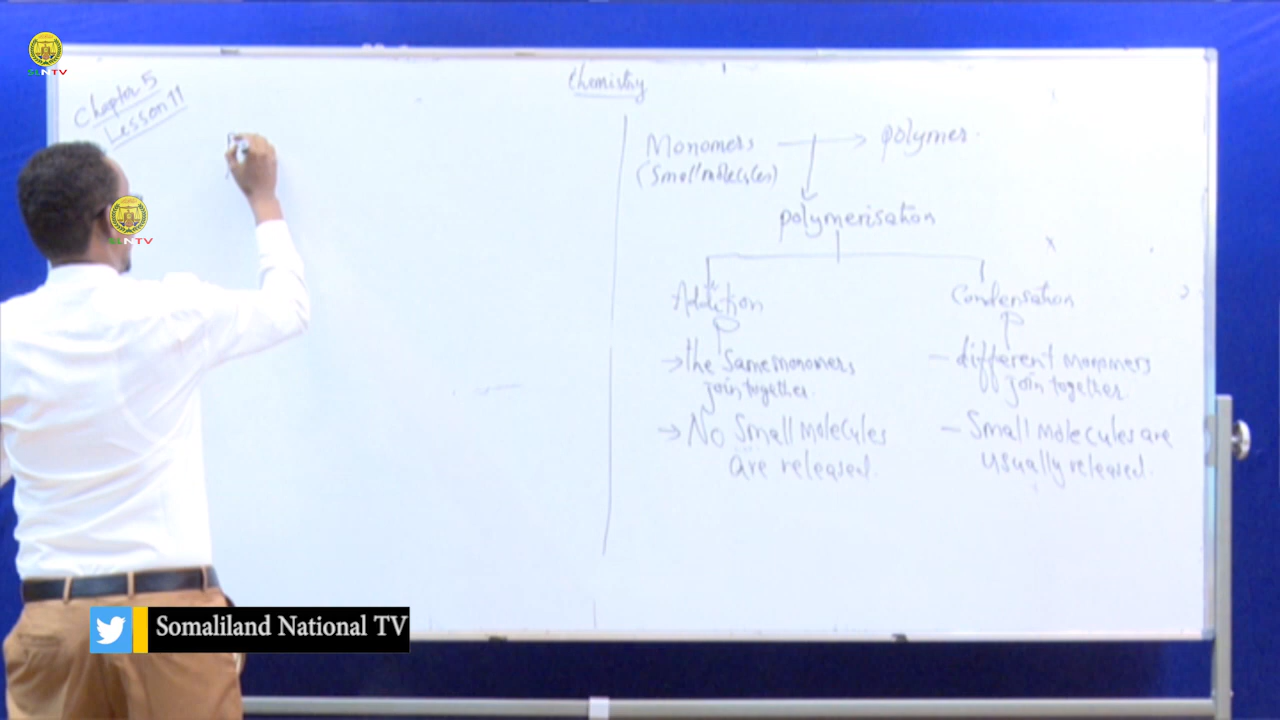 SLNTV
Chapter 5
Lesson 11
Chemistry
Monomers → polymer.
(Small molecules)
polymerisation
Addition
→ the Same monomers
join together.
→ No Small molecules
are released.
Condensation
- different monomers
join together.
- Small molecules are
usually released.
SLNTV
Somaliland National TV